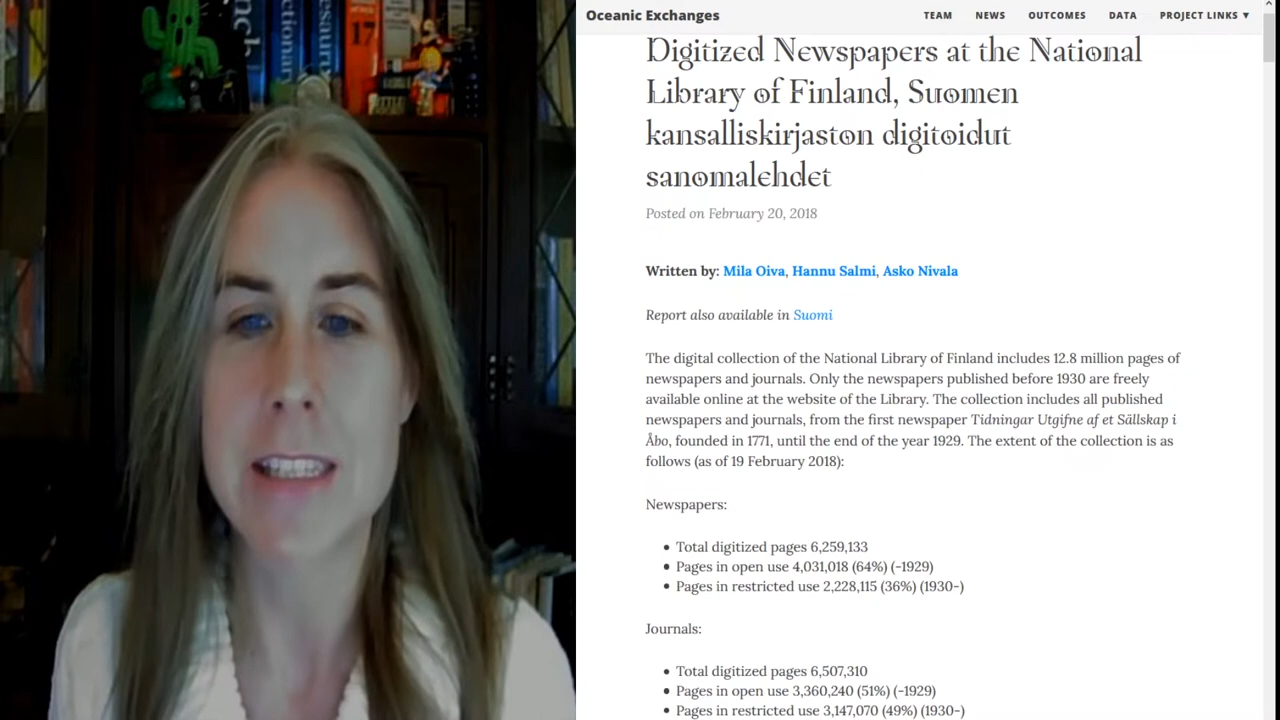 Oceanic Exchanges
TEAM NEWS OUTCOMES DATA PROJECT LINKS ▼
Digitized Newspapers at the National
Library of Finland, Suomen
kansalliskirjaston digitoidut
sanomalehdet
Posted on February 20, 2018
Written by: Mila Oiva, Hannu Salmi, Asko Nivala
Report also available in Suomi
The digital collection of the National Library of Finland includes 12.8 million pages of
newspapers and journals. Only the newspapers published before 1930 are freely
available online at the website of the Library. The collection includes all published
newspapers and journals, from the first newspaper Tidningar Utgifne af et Sällskap i
Åbo, founded in 1771, until the end of the year 1929. The extent of the collection is as
follows (as of 19 February 2018):
Newspapers:
• Total digitized pages 6,259,133
• Pages in open use 4,031,018 (64%) (-1929)
• Pages in restricted use 2,228,115 (36%) (1930-)
Journals:
• Total digitized pages 6,507,310
• Pages in open use 3,360,240 (51%) (-1929)
• Pages in restricted use 3,147,070 (49%) (1930-)
17